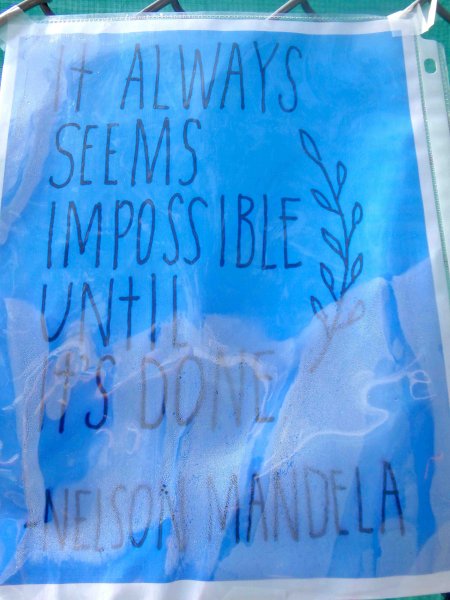 It ALWAYS
SEEMS
IMPOSSIBLE
UNtIL
It'S DONE
-NELSON MANDELA